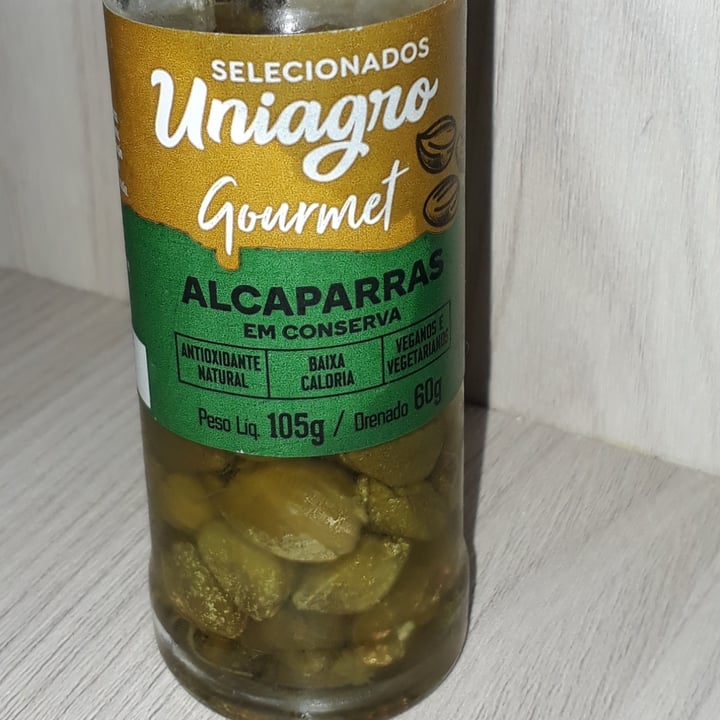 SELECIONADOS
Uniagro
Gourmet
ALCAPARRAS
EM CONSERVA
ANTIOXIDANTE
NATURAL
BAIXA
CALORIA
VEGANOS E
VEGETARIANOS
Peso Liq. 105g / Drenado 60g